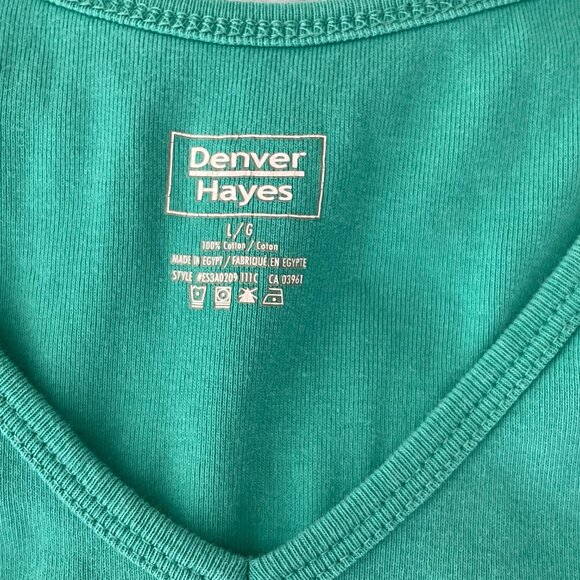 Denver
Hayes
L/G
100% Cotton / Coton
MADE IN EGYPT / FABRIQUÉ EN EGYPTE
STYLE #ES3A0209 111C CA 03961